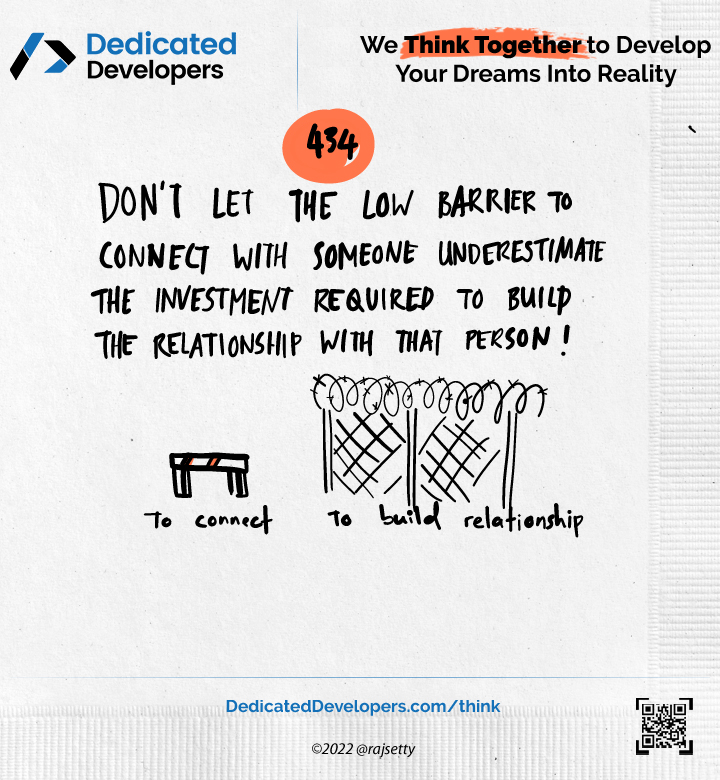 Dedicated
Developers
We Think Together to Develop
Your Dreams Into Reality
434
DON'T LET THE LOW BARRIER TO
CONNECT WITH SOMEONE UNDERESTIMATE
THE INVESTMENT REQUIRED TO BUILD
THE RELATIONSHIP WITH THAT PERSON!
To connect
To build relationship
DedicatedDevelopers.com/think
©2022 @rajsetty